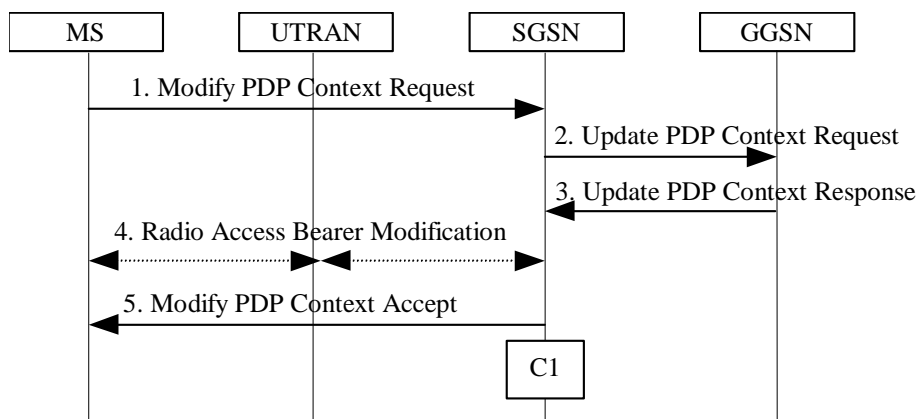 MS UTRAN SGSN GGSN
1. Modify PDP Context Request
2. Update PDP Context Request
3. Update PDP Context Response
4. Radio Access Bearer Modification
5. Modify PDP Context Accept
C1